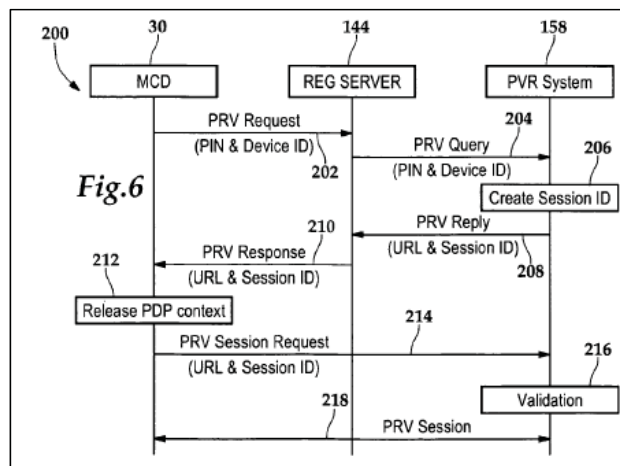 30
144
158
200
MCD
REG SERVER
PVR System
PRV Request
204
PRV Query
206
(PIN & Device ID)
202
(PIN & Device ID)
Fig.6
Create Session ID
210
PRV Reply
PRV Response
(URL & Session ID)
212
(URL & Session ID)
208
Release PDP context
214
PRV Session Request
216
(URL & Session ID)
Validation
218
PRV Session